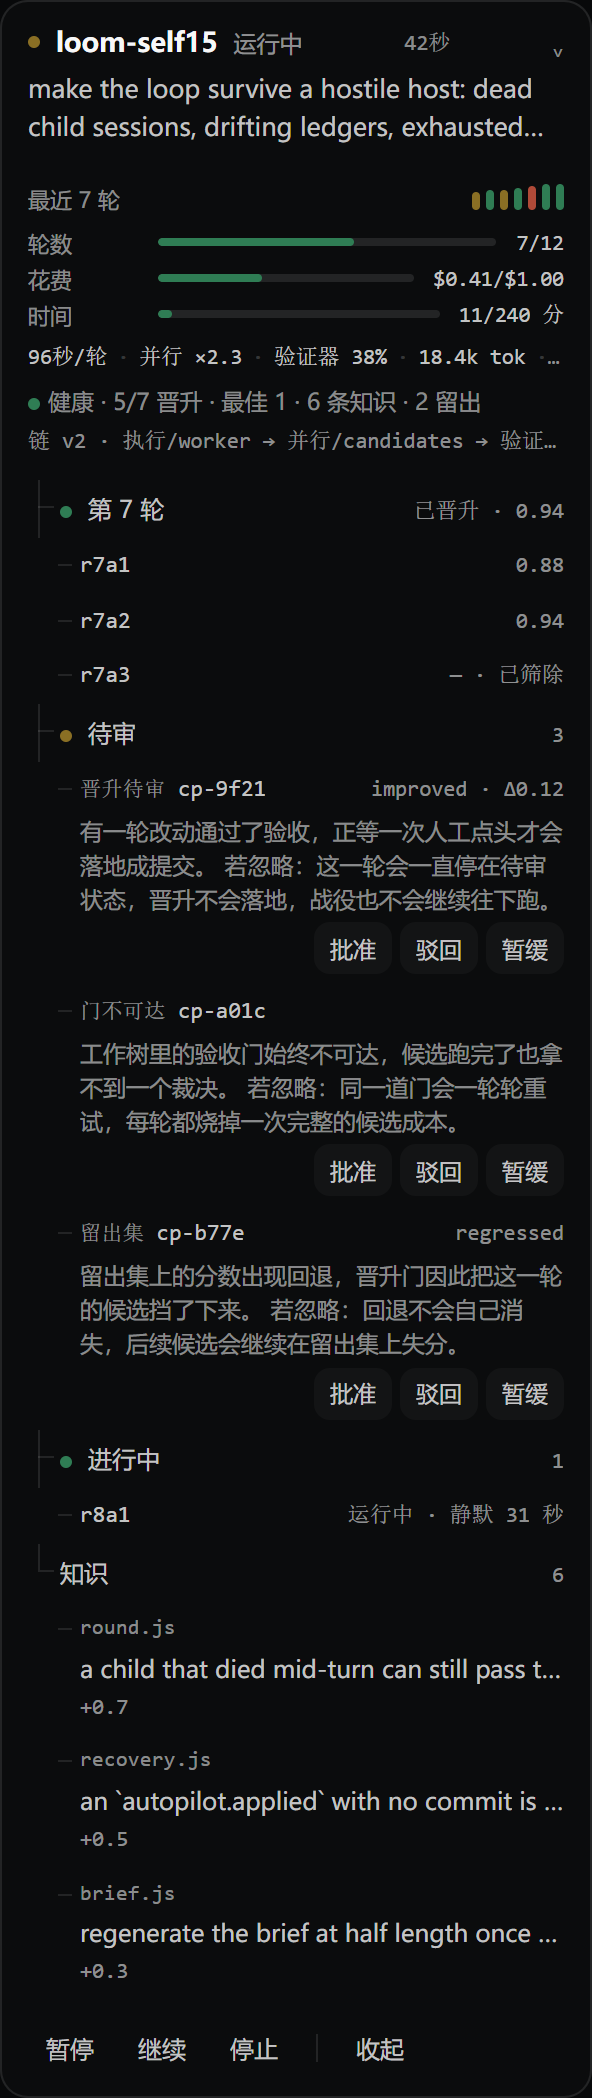 loom-self15 运行中 42秒 v
make the loop survive a hostile host: dead
child sessions, drifting ledgers, exhausted…
最近 7 轮
轮数 7/12
花费 $0.41/$1.00
时间 11/240 分
96秒/轮 · 并行 ×2.3 · 验证器 38% · 18.4k tok ·…
健康 · 5/7 晋升 · 最佳 1 · 6 条知识 · 2 留出
链 v2 · 执行/worker → 并行/candidates → 验证…
第 7 轮 已晋升 · 0.94
r7a1 0.88
r7a2 0.94
r7a3 — · 已筛除
待审 3
晋升待审 cp-9f21 improved · Δ0.12
有一轮改动通过了验收，正等一次人工点头才会
落地成提交。 若忽略：这一轮会一直停在待审
状态，晋升不会落地，战役也不会继续往下跑。
批准 驳回 暂缓
门不可达 cp-a01c
工作树里的验收门始终不可达，候选跑完了也拿
不到一个裁决。 若忽略：同一道门会一轮轮重
试，每轮都烧掉一次完整的候选成本。
批准 驳回 暂缓
留出集 cp-b77e regressed
留出集上的分数出现回退，晋升门因此把这一轮
的候选挡了下来。 若忽略：回退不会自己消
失，后续候选会继续在留出集上失分。
批准 驳回 暂缓
进行中 1
r8a1 运行中 · 静默 31 秒
知识 6
round.js
a child that died mid-turn can still pass t…
+0.7
recovery.js
an `autopilot.applied` with no commit is …
+0.5
brief.js
regenerate the brief at half length once …
+0.3
暂停 继续 停止 收起